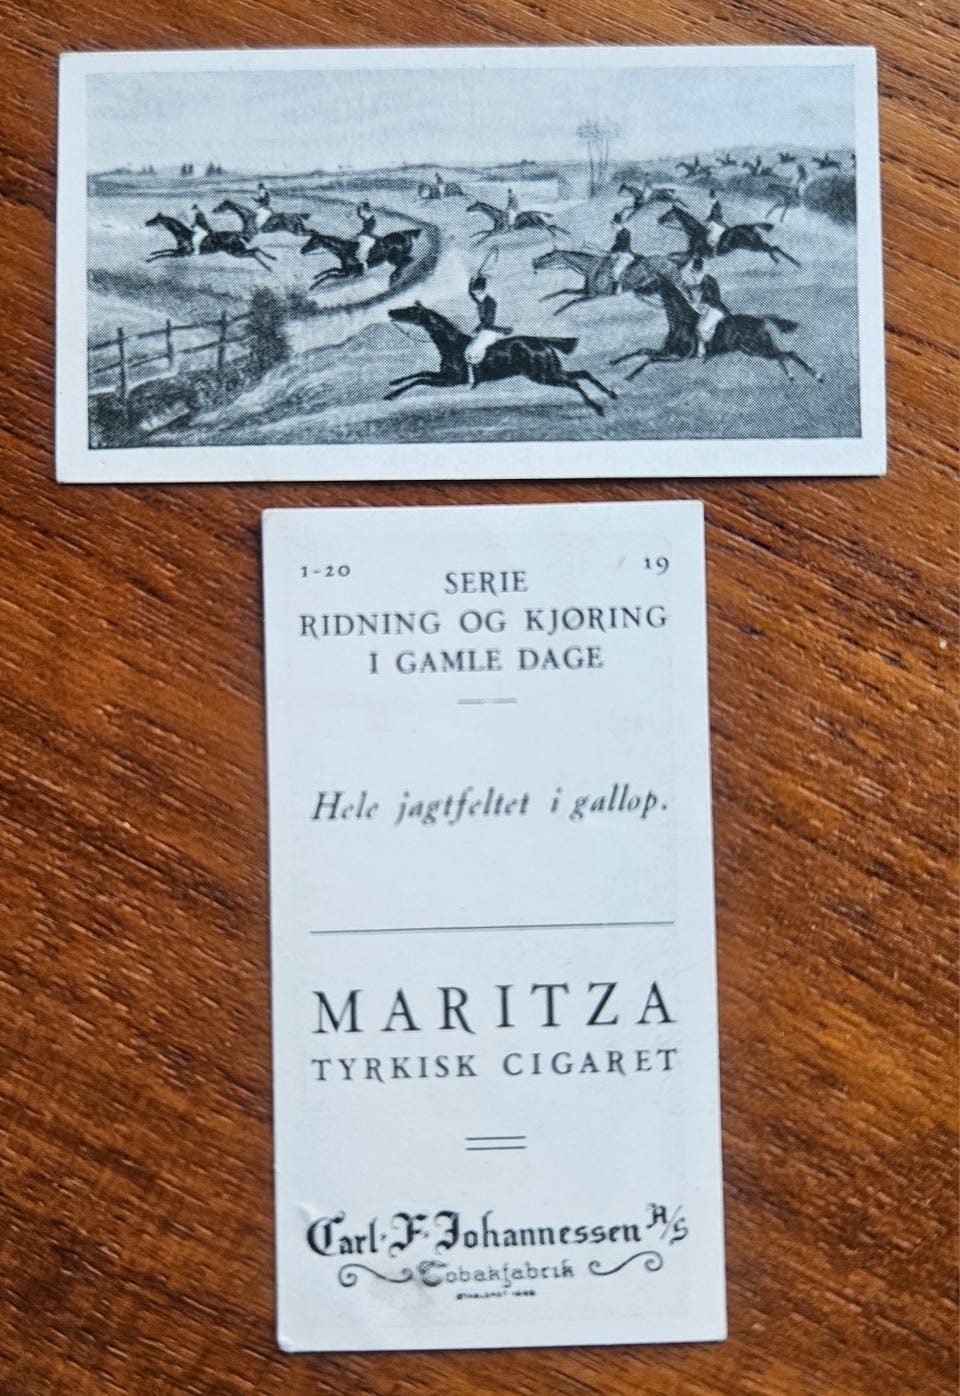 1-20
19
SERIE
RIDNING OG KJØRING
I GAMLE DAGE
Hele jagtfeltet i gallop.
MARITZA
TYRKISK CIGARET
Carl·F·Johannessen A/S
Tobakfabrik